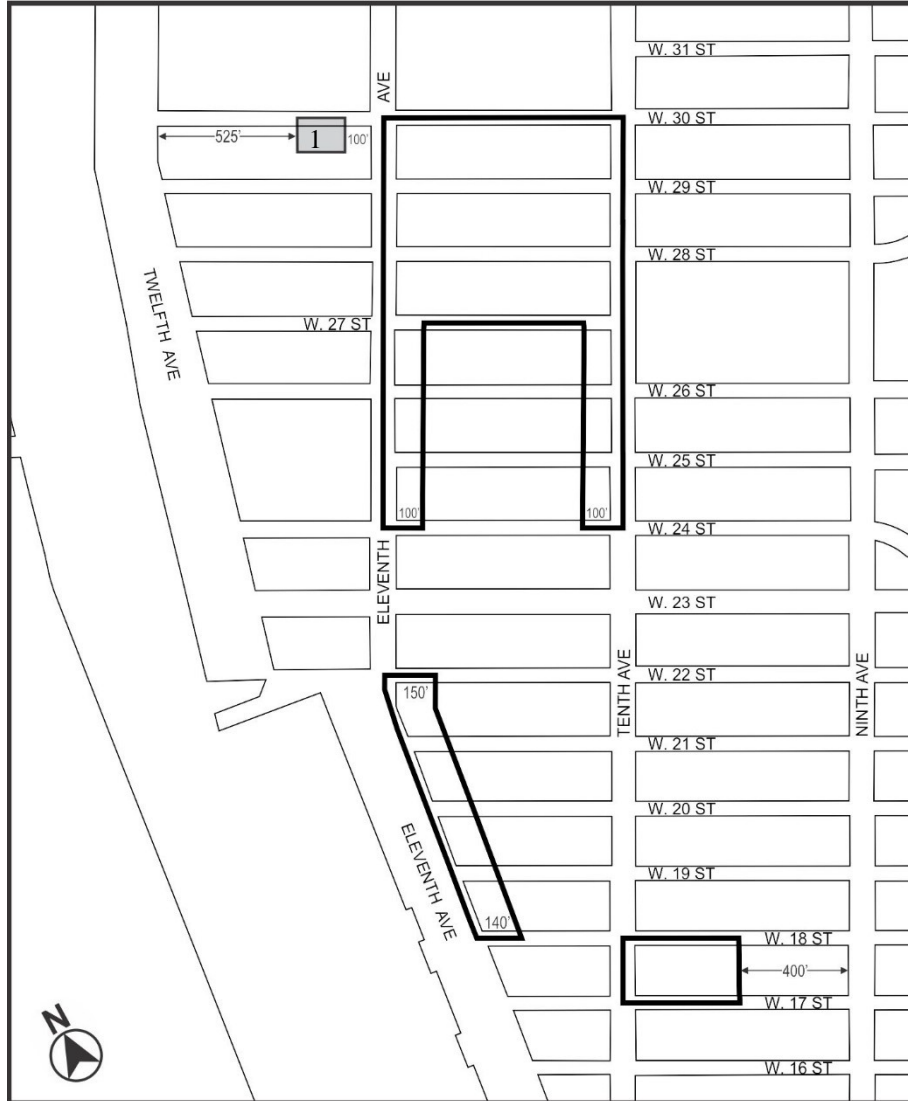 W. 31 ST
AVE
W. 30 ST
525'
1
100'
W. 29 ST
W. 28 ST
TWELFTH AVE
W. 27 ST
W. 26 ST
W. 25 ST
100'
100'
W. 24 ST
ELEVENTH
W. 23 ST
W. 22 ST
150'
TENTH AVE
NINTH AVE
W. 21 ST
W. 20 ST
ELEVENTH AVE
W. 19 ST
140'
W. 18 ST
400'
W. 17 ST
N
W. 16 ST